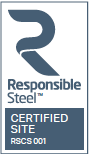 Responsible
Steel™
CERTIFIED
SITE
RSCS 001